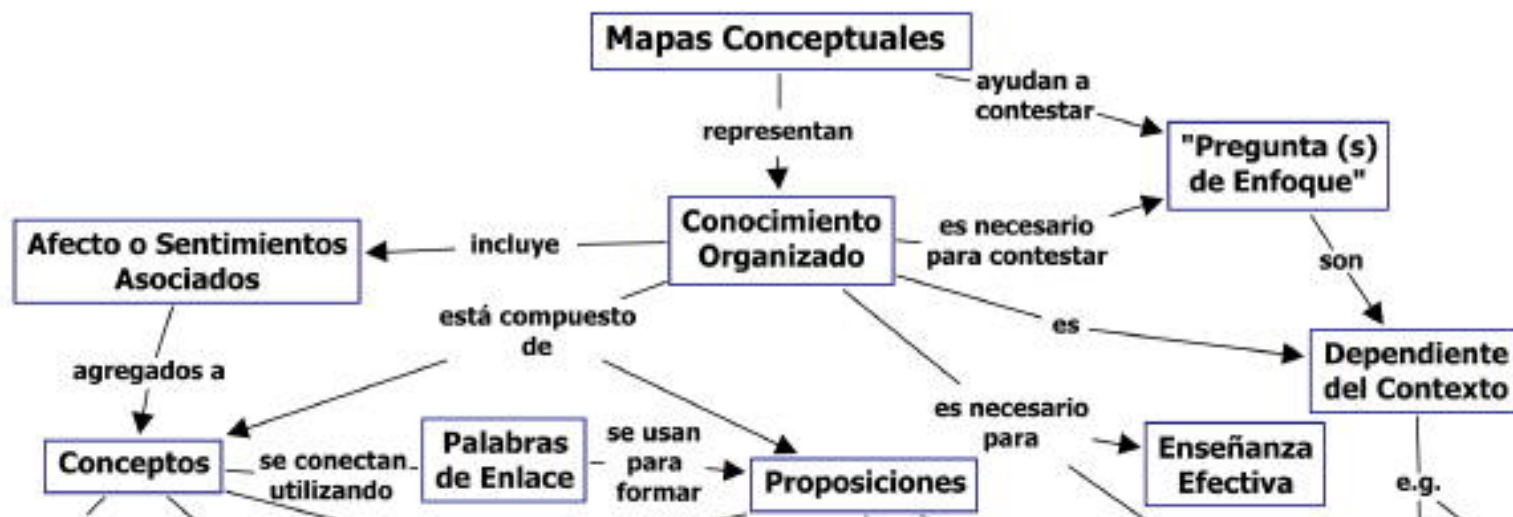 Mapas Conceptuales
ayudan a
contestar
representan
"Pregunta (s)
de Enfoque"
Conocimiento
Organizado
es necesario
para contestar
Afecto o Sentimientos
Asociados
incluye
son
está compuesto
de
es
Dependiente
del Contexto
agregados a
es necesario
para
Conceptos
se conectan
utilizando
Palabras
de Enlace
se usan
para
formar
Proposiciones
Enseñanza
Efectiva
e.g.